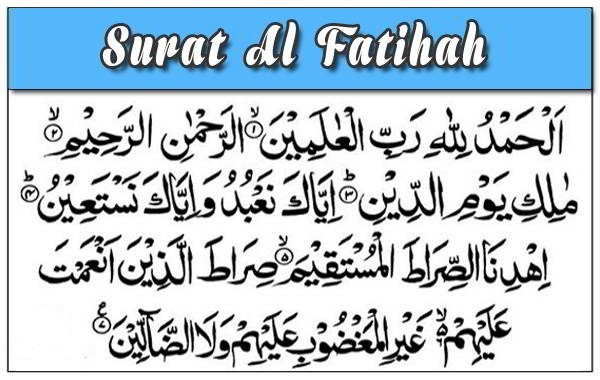 Surat Al Fatihah
اَلْحَمْدُ لِلّٰهِ رَبِّ الْعٰلَمِيْنَۙ ۝١ الرَّحْمٰنِ الرَّحِيْمِۙ ۝٢
مٰلِكِ يَوْمِ الدِّيْنِۗ ۝٣ اِيَّاكَ نَعْبُدُ وَاِيَّاكَ نَسْتَعِيْنُۗ ۝٤
اِهْدِنَا الصِّرَاطَ الْمُسْتَقِيْمَۙ ۝٥ صِرَاطَ الَّذِيْنَ اَنْعَمْتَ
عَلَيْهِمْۙ ۝٦ غَيْرِ الْمَغْضُوْبِ عَلَيْهِمْ وَلَا الضَّآلِّيْنَ ۝٧